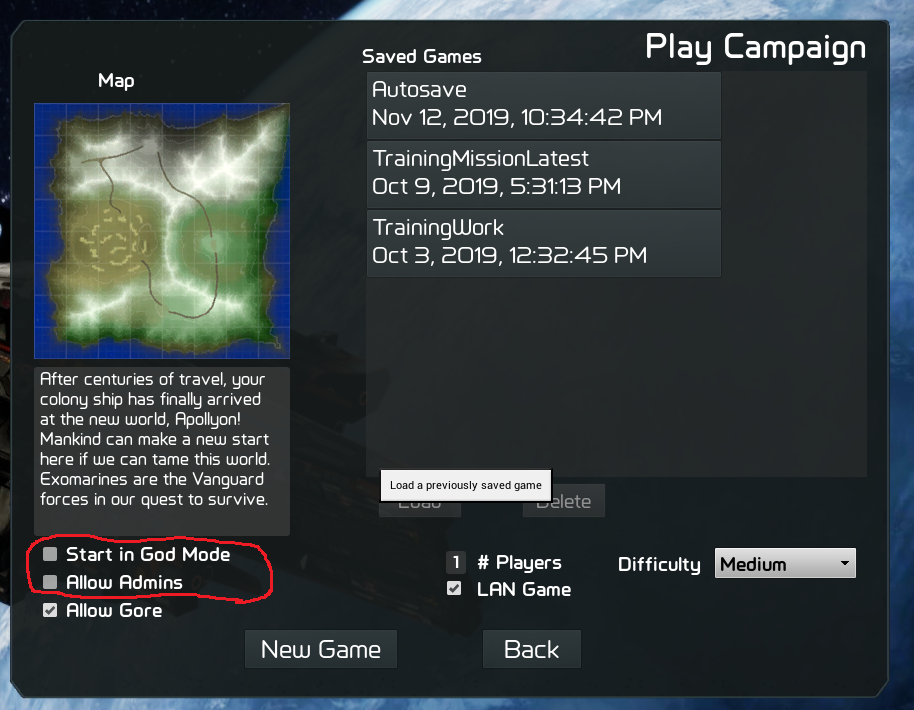 Play Campaign
Map
Saved Games
Autosave
Nov 12, 2019, 10:34:42 PM
TrainingMissionLatest
Oct 9, 2019, 5:31:13 PM
TrainingWork
Oct 3, 2019, 12:32:45 PM
After centuries of travel, your
colony ship has finally arrived
at the new world, Apollyon!
Mankind can make a new start
here if we can tame this world.
Exomarines are the Vanguard
forces in our quest to survive.
Load a previously saved game
Load
Delete
Start in God Mode
Allow Admins
Allow Gore
1 # Players
LAN Game
Difficulty
Medium
New Game
Back